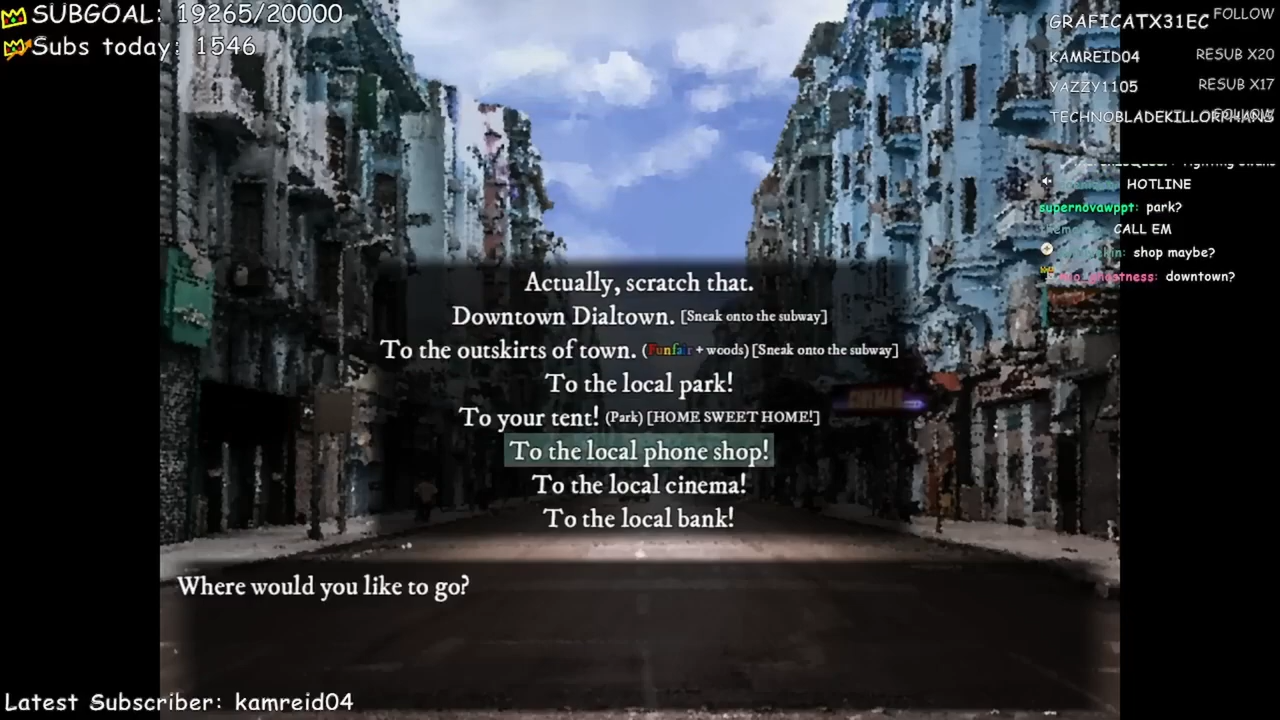 SUBGOAL: 19265/20000
Subs today: 1546
GRAFICATX31EC FOLLOW
KAMREID04 RESUB X20
YAZZY1105 RESUB X17
TECHNOBLADEKILLORPHANS FOLLOW
HOTLINE
supernovawppt: park?
CALL EM
shop maybe?
downtown?
Actually, scratch that.
Downtown Dialtown. [Sneak onto the subway]
To the outskirts of town. (Funfair + woods) [Sneak onto the subway]
To the local park!
To your tent! (Park) [HOME SWEET HOME!]
To the local phone shop!
To the local cinema!
To the local bank!
Where would you like to go?
Latest Subscriber: kamreid04